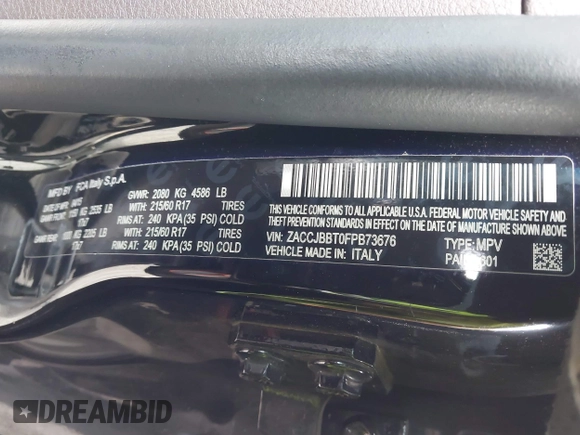 MFD BY FCA Italy S.p.A.
GVWR: 2080 KG 4586 LB
WITH: 215/60 R17 TIRES
RIMS AT: 240 KPA(35 PSI) COLD
WITH: 215/60 R17 TIRES
RIMS AT: 240 KPA(35 PSI) COLD
THIS VEHICLE CONFORMS TO ALL APPLICABLE
U.S.A. FEDERAL MOTOR VEHICLE SAFETY, BUMPER,
AND THEFT PREVENTION STANDARDS IN EFFECT
ON THE DATE OF MANUFACTURE SHOWN ABOVE
VIN: ZACCJBBT0FPB73676 TYPE: MPV
VEHICLE MADE IN: ITALY
DREAMBID